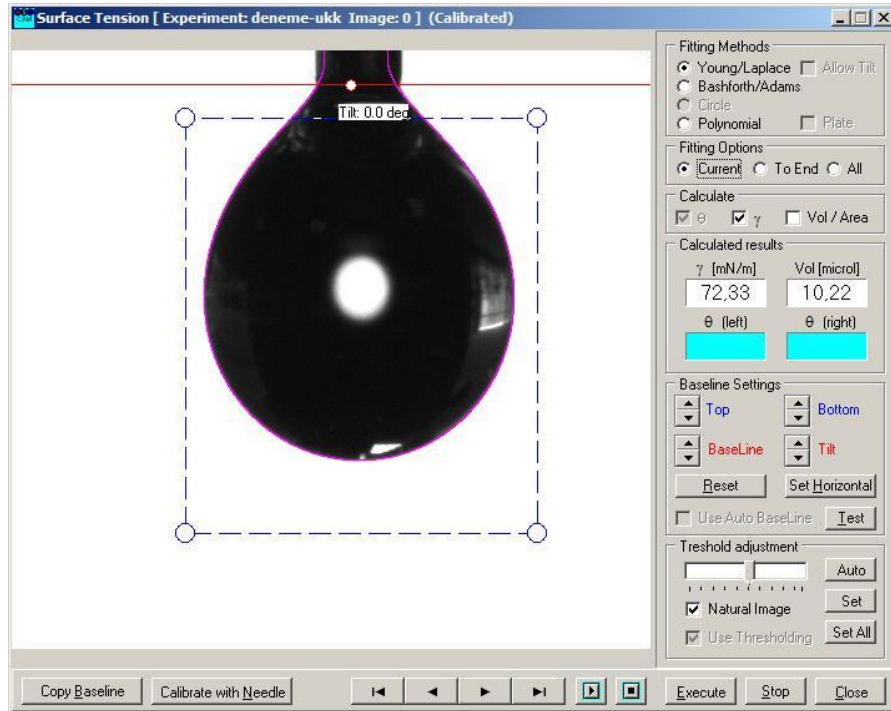 Surface Tension [ Experiment: deneme-ukk Image: 0 ] (Calibrated)
Tilt: 0.0 deg
Fitting Methods
Young/Laplace Allow Tilt
Bashforth/Adams
Circle
Polynomial Plate
Fitting Options
Current To End All
Calculate
θ γ Vol / Area
Calculated results
γ [mN/m] Vol [microl]
72,33 10,22
θ (left) θ (right)
Baseline Settings
Top Bottom
BaseLine Tilt
Reset Set Horizontal
Use Auto BaseLine Test
Treshold adjustment
Auto
Natural Image Set
Use Thresholding Set All
Copy Baseline Calibrate with Needle Execute Stop Close